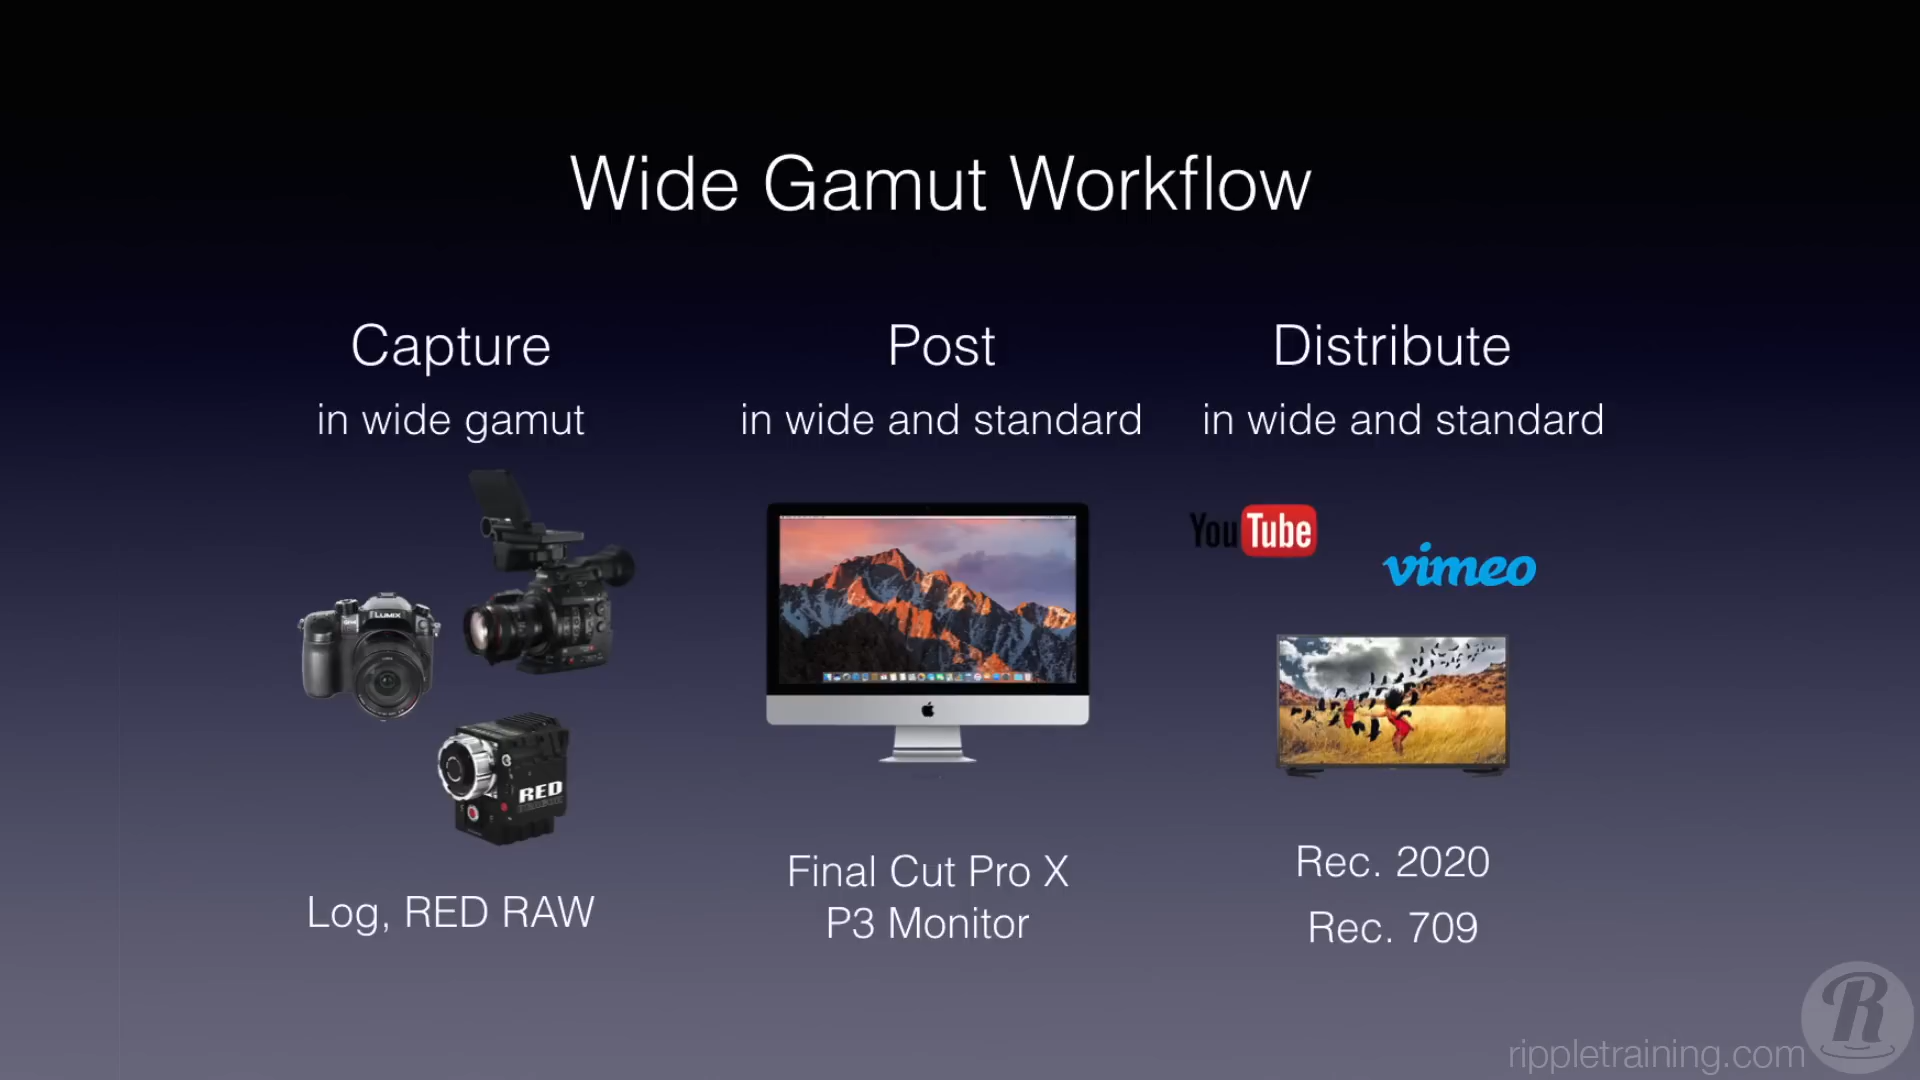 Wide Gamut Workflow
Capture
in wide gamut
LUMIX
RED
Log, RED RAW
Post
in wide and standard
Final Cut Pro X
P3 Monitor
Distribute
in wide and standard
YouTube
vimeo
Rec. 2020
Rec. 709
rippletraining.com
R